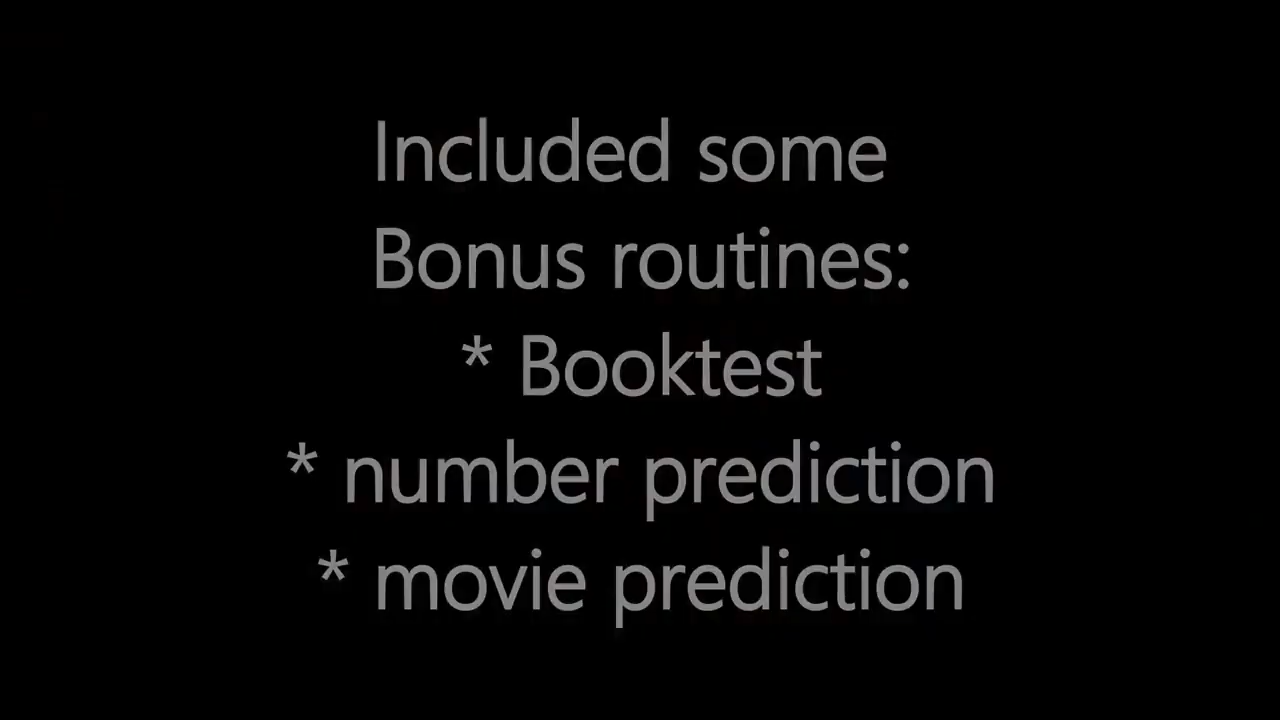 Included some
Bonus routines:
* Booktest
* number prediction
* movie prediction